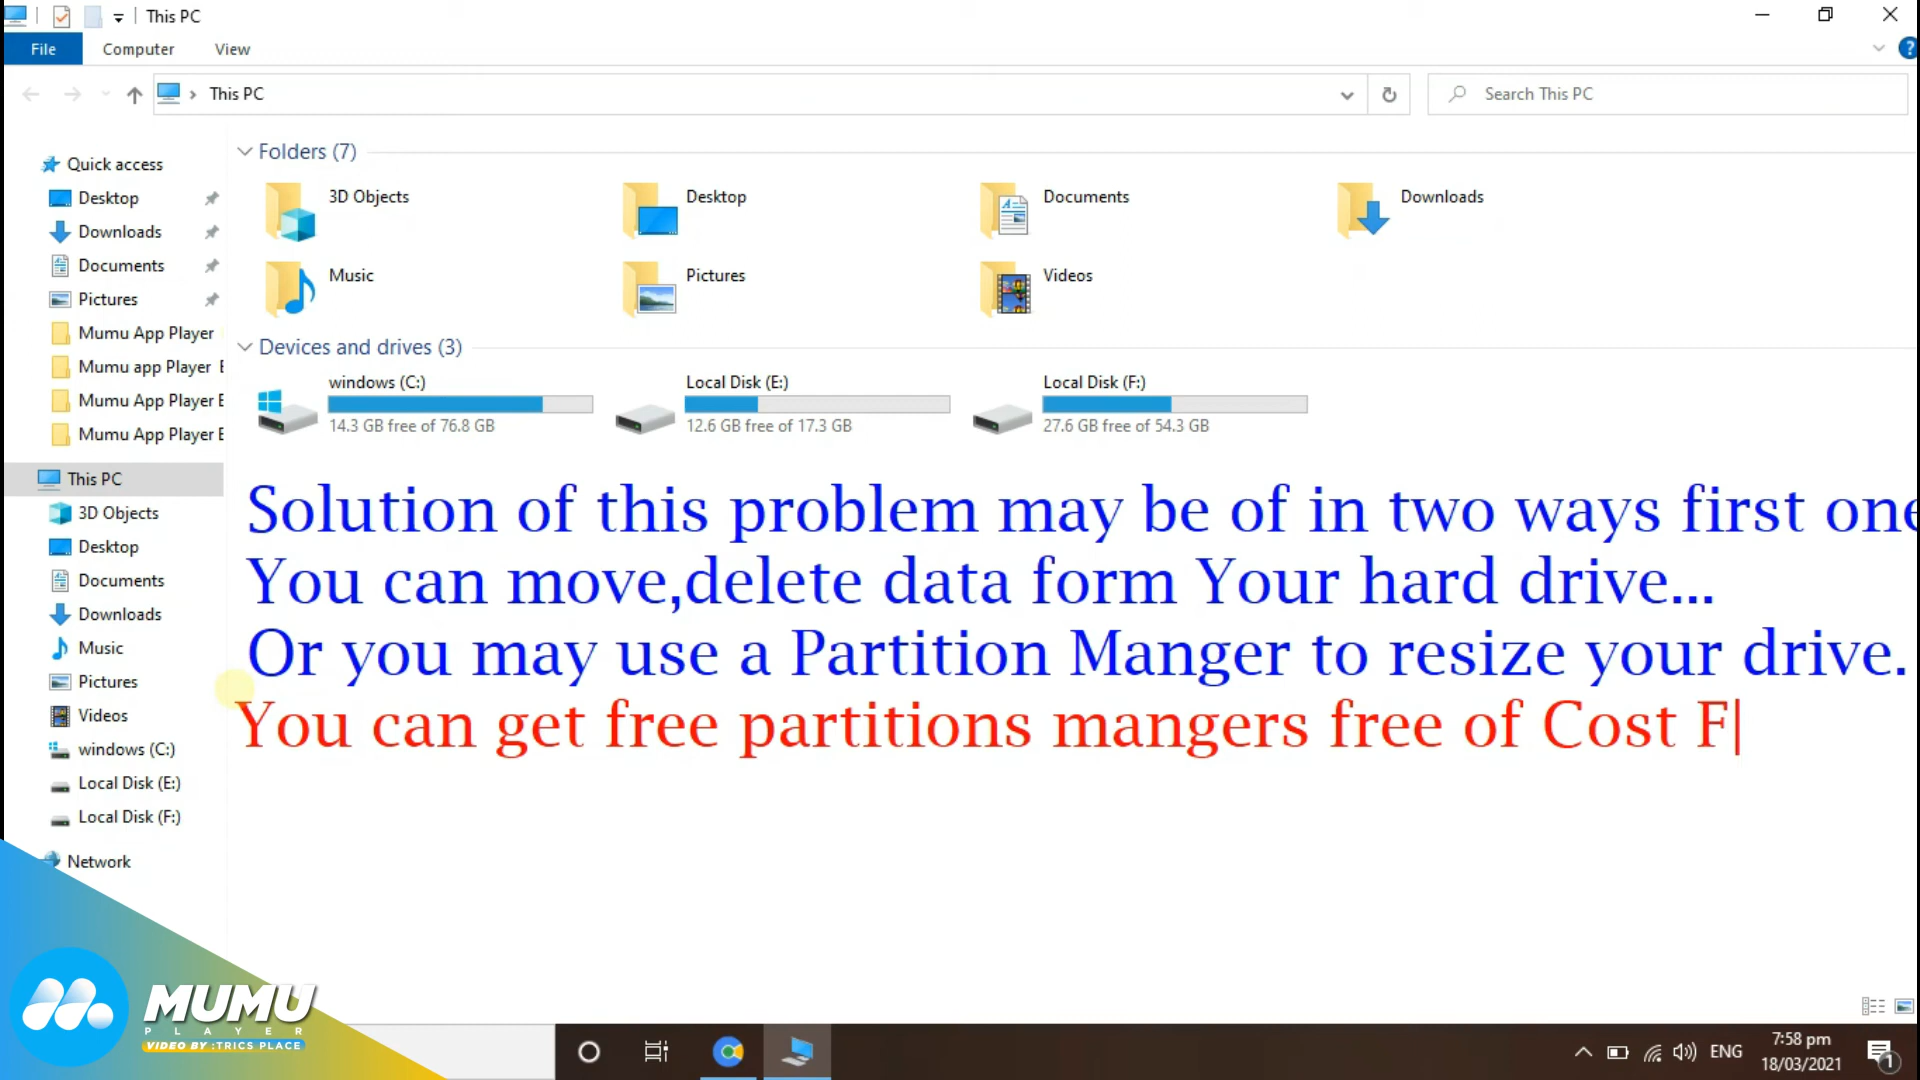 This PC
File Computer View
This PC
Search This PC
Quick access
Desktop
Downloads
Documents
Pictures
Mumu App Player
Mumu app Player
Mumu App Player
Mumu App Player
This PC
3D Objects
Desktop
Documents
Downloads
Music
Pictures
Videos
windows (C:)
Local Disk (E:)
Local Disk (F:)
Network
Folders (7)
3D Objects
Desktop
Documents
Downloads
Music
Pictures
Videos
Devices and drives (3)
windows (C:)
14.3 GB free of 76.8 GB
Local Disk (E:)
12.6 GB free of 17.3 GB
Local Disk (F:)
27.6 GB free of 54.3 GB
Solution of this problem may be of in two ways first one
You can move,delete data form Your hard drive...
Or you may use a Partition Manger to resize your drive.
You can get free partitions mangers free of Cost F|
MUMU
PLAYER
VIDEO BY :TRICS PLACE
ENG
7:58 pm
18/03/2021
1